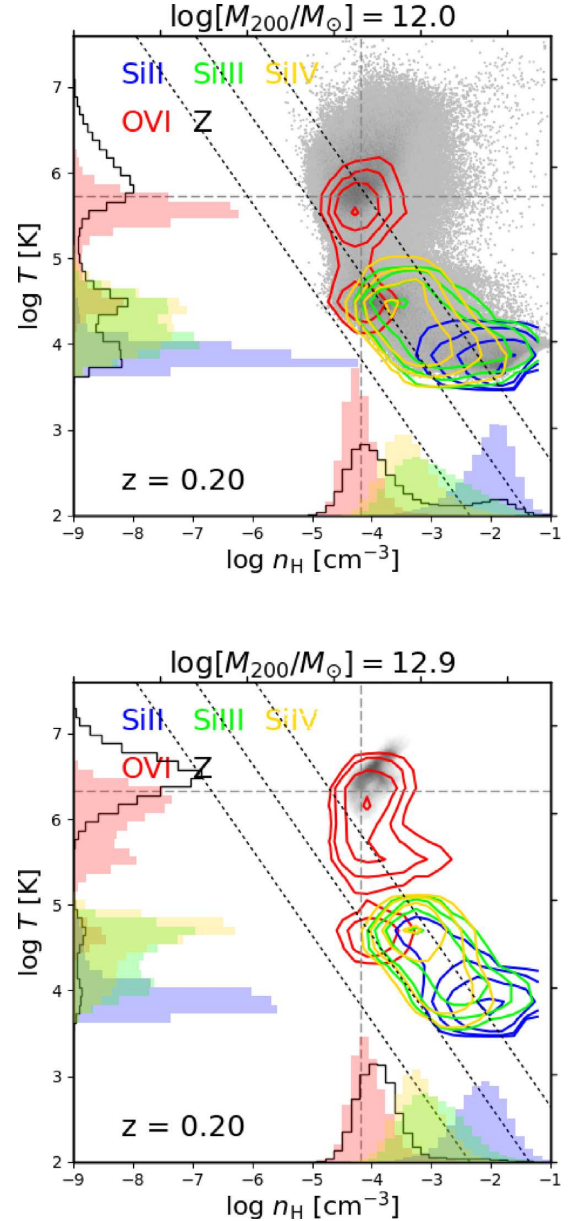 log[M₂₀₀/M⊙] = 12.0
SiII SiIII SiIV
OVI Z
7
6
5
4
3
2
log T [K]
z = 0.20
−9 −8 −7 −6 −5 −4 −3 −2 −1
log n_H [cm⁻³]
log[M₂₀₀/M⊙] = 12.9
SiII SiIII SiIV
OVI Z
7
6
5
4
3
2
log T [K]
z = 0.20
−9 −8 −7 −6 −5 −4 −3 −2 −1
log n_H [cm⁻³]